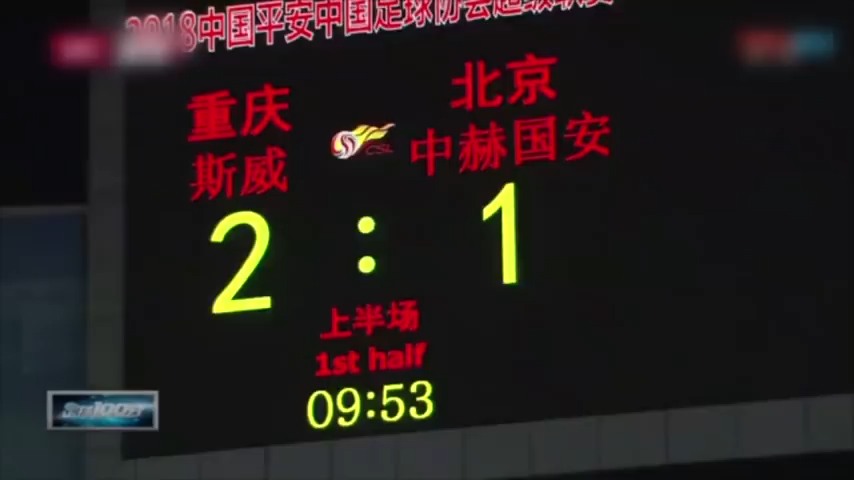 2018中国平安中国足球协会超级联赛
重庆
斯威
北京
中赫国安
2 : 1
上半场
1st half
09:53